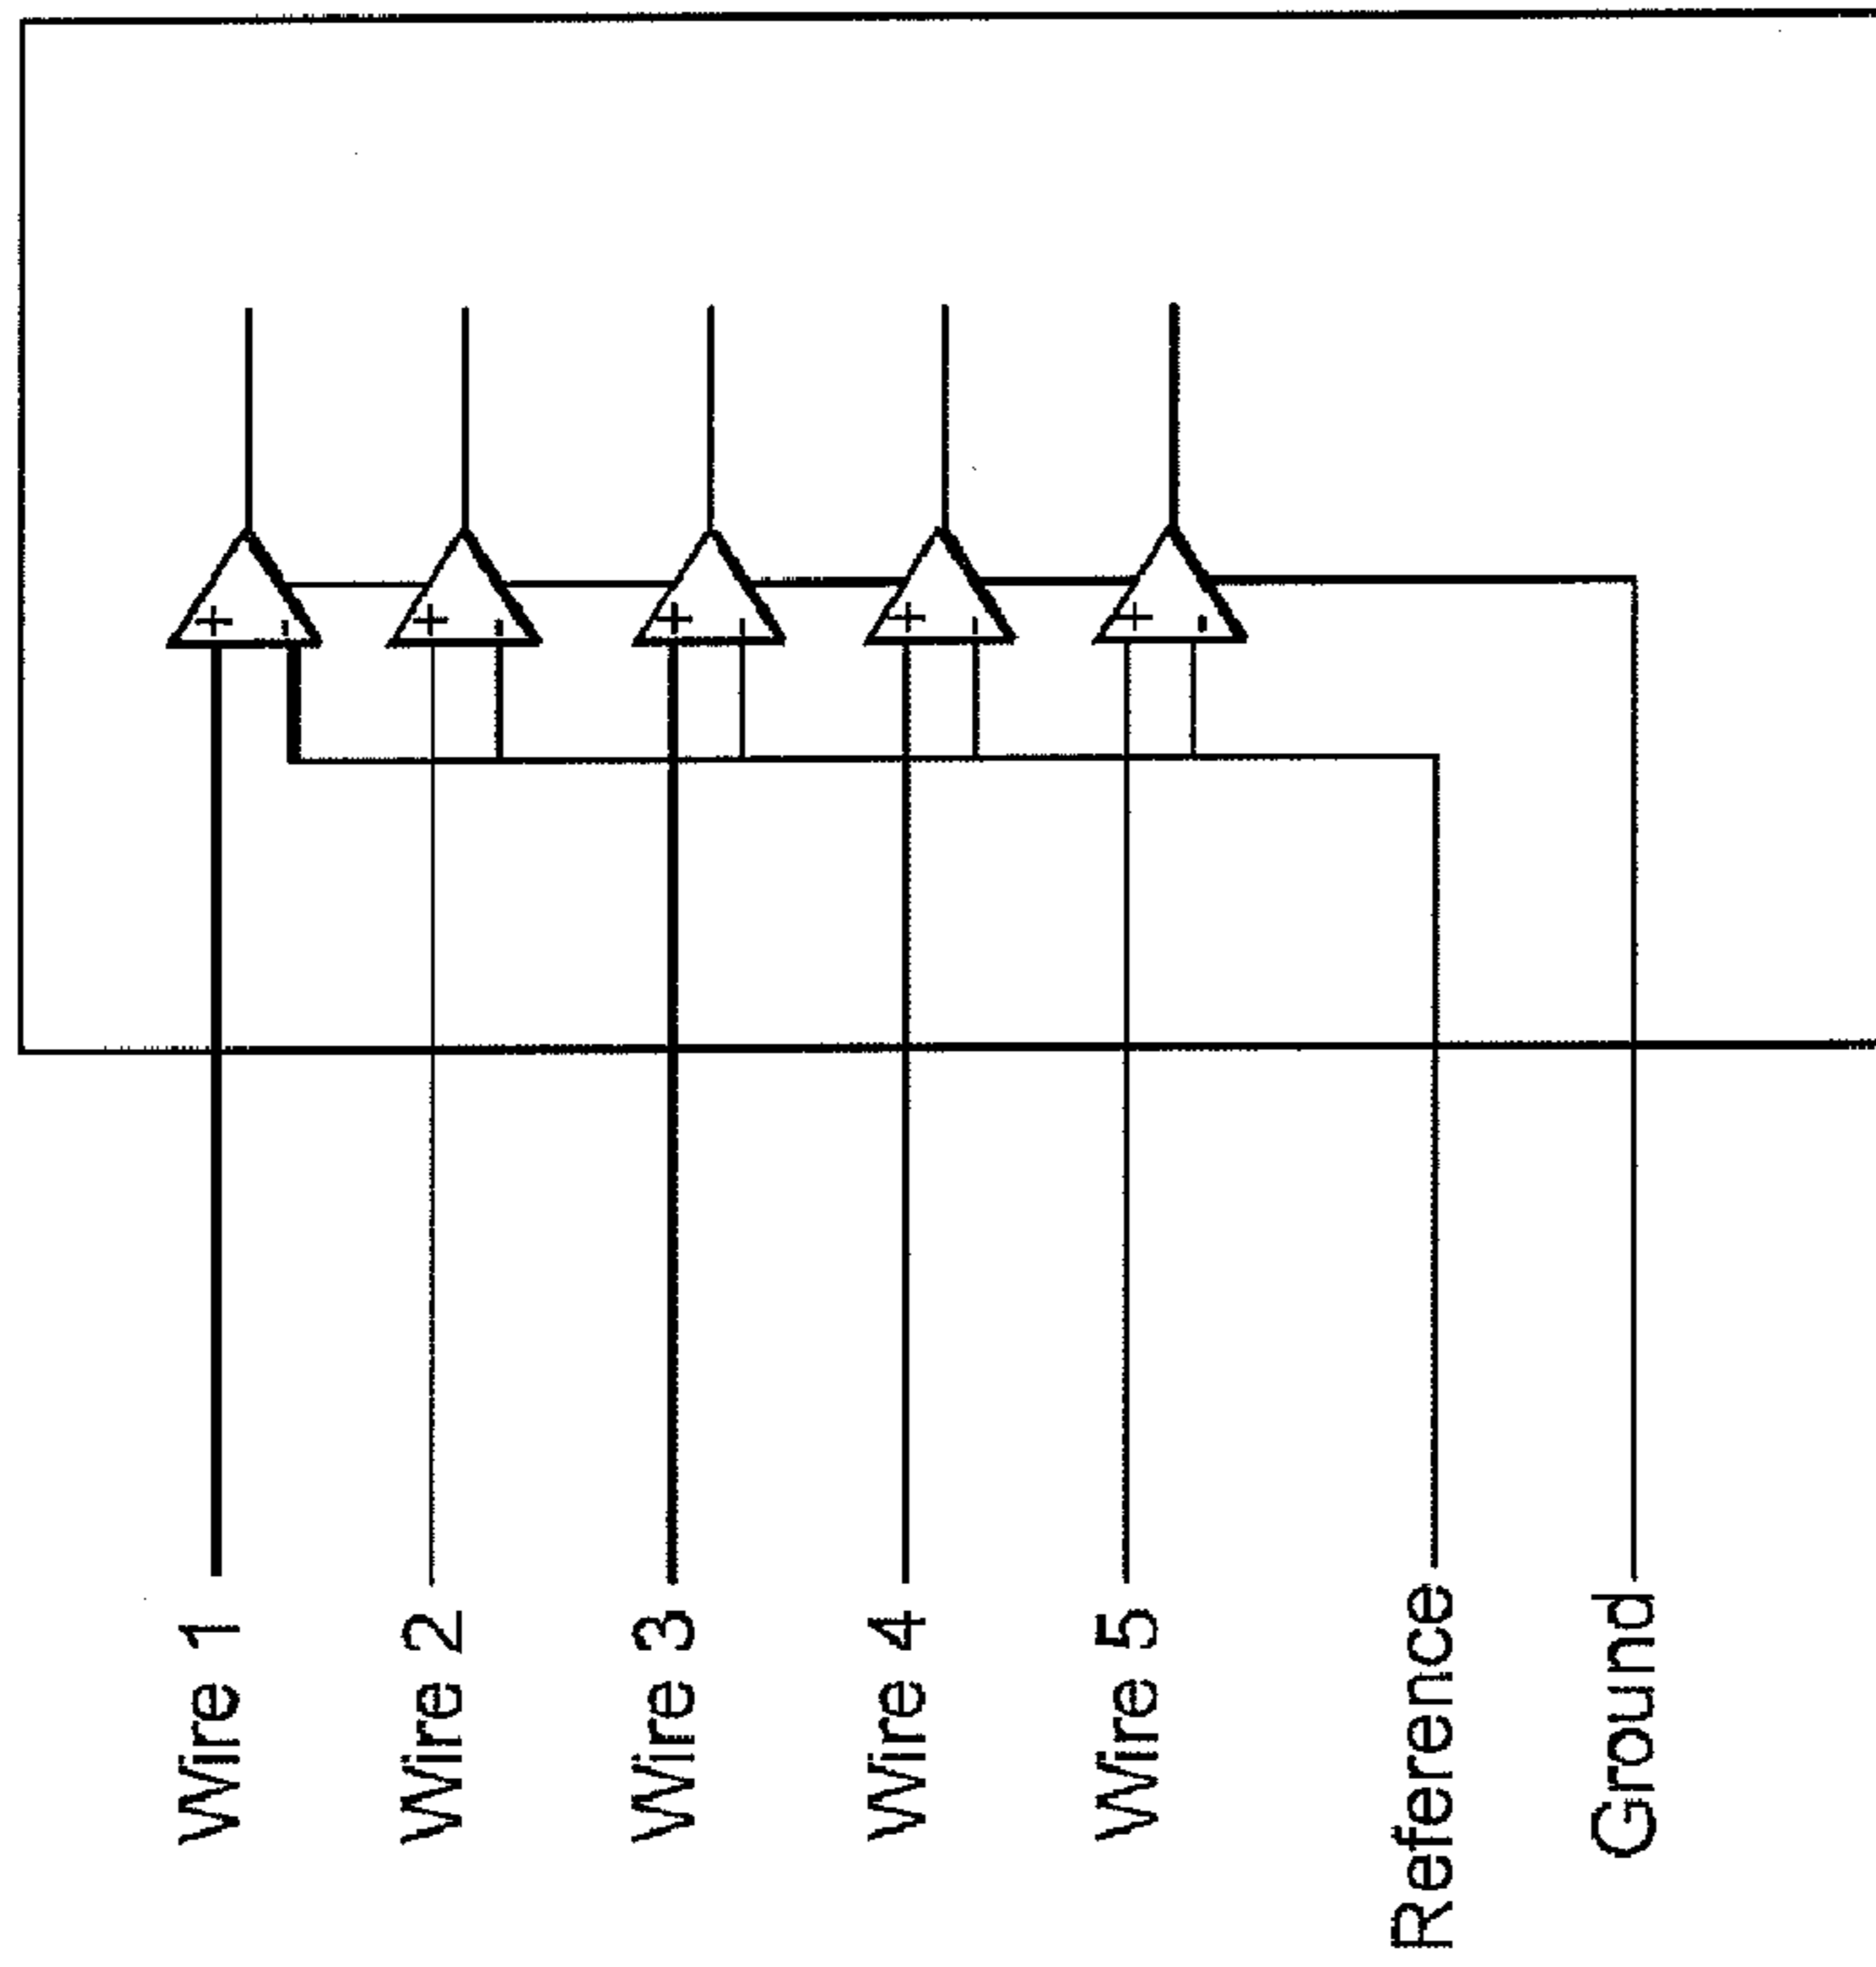 Wire 1
Wire 2
Wire 3
Wire 4
Wire 5
Reference
Ground
+ -
+ -
+ -
+ -
+ -